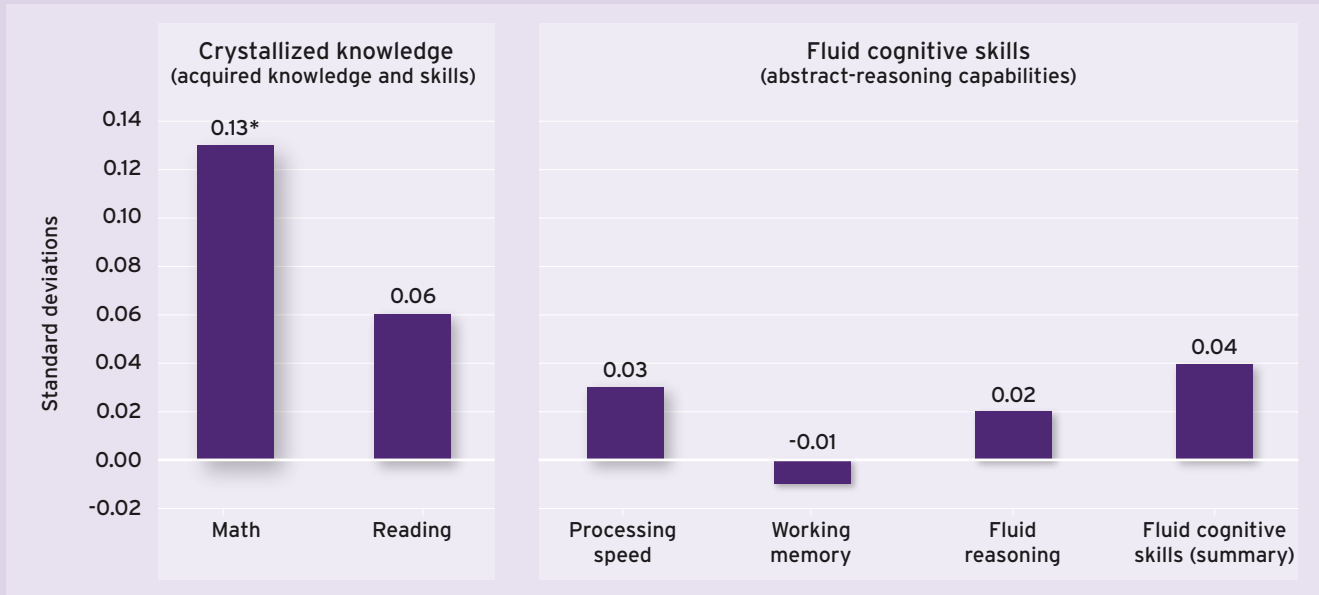 Crystallized knowledge
(acquired knowledge and skills)
Fluid cognitive skills
(abstract-reasoning capabilities)
Standard deviations
0.14
0.12
0.10
0.08
0.06
0.04
0.02
0.00
-0.02
0.13*
0.06
0.03
-0.01
0.02
0.04
Math
Reading
Processing
speed
Working
memory
Fluid
reasoning
Fluid cognitive
skills (summary)